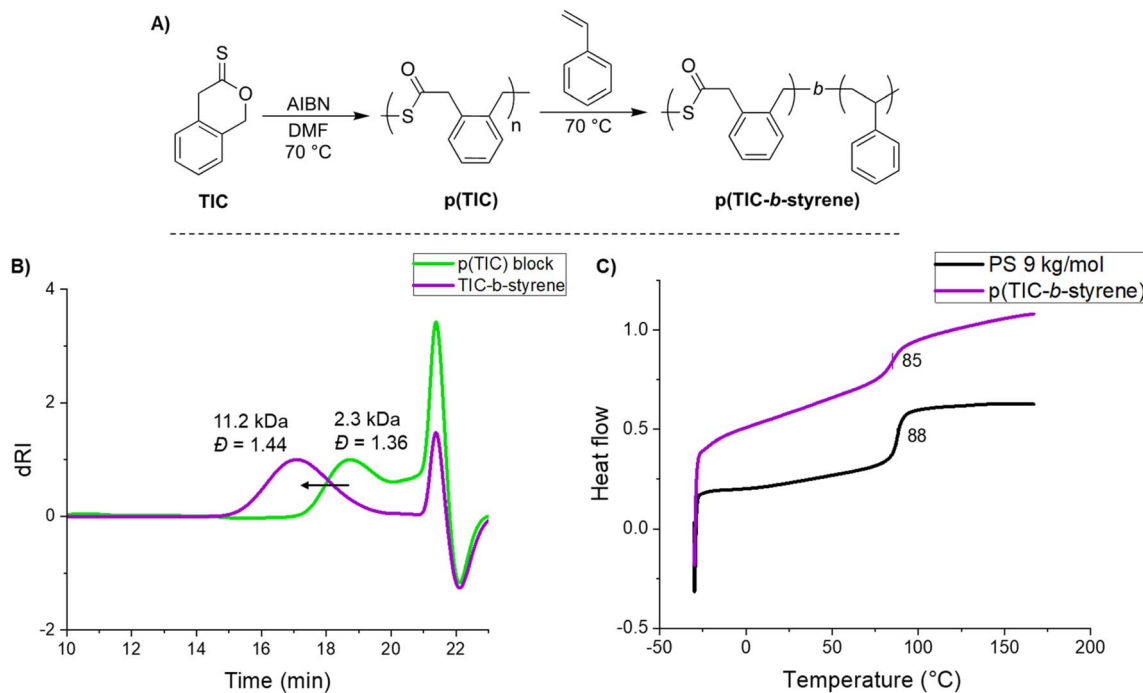 A)
S
O
TIC
AIBN
DMF
70 °C
O
S
n
p(TIC)
70 °C
O
S
b
p(TIC-b-styrene)
B)
p(TIC) block
TIC-b-styrene
4
2
0
-2
dRI
11.2 kDa
Đ = 1.44
2.3 kDa
Đ = 1.36
10 12 14 16 18 20 22
Time (min)
C)
PS 9 kg/mol
p(TIC-b-styrene)
1.0
0.5
0.0
-0.5
Heat flow
85
88
-50 0 50 100 150 200
Temperature (°C)